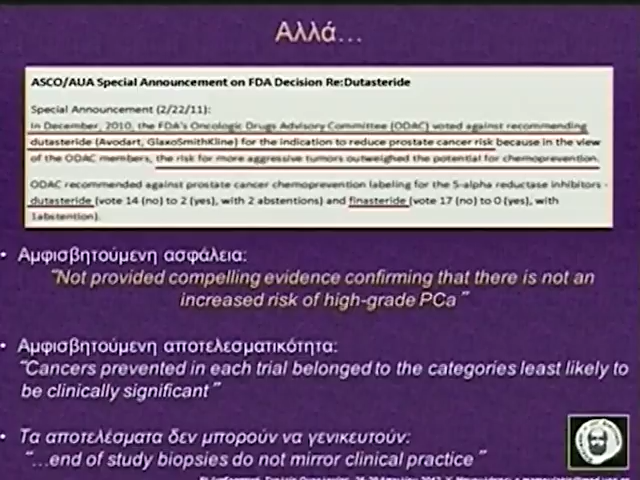 Αλλά...
ASCO/AUA Special Announcement on FDA Decision Re:Dutasteride
Special Announcement (2/22/11):
In December, 2010, the FDA's Oncologic Drugs Advisory Committee (ODAC) voted against recommending
dutasteride (Avodart, GlaxoSmithKline) for the indication to reduce prostate cancer risk because in the view
of the ODAC members, the risk for more aggressive tumors outweighed the potential for chemoprevention.
ODAC recommended against prostate cancer chemoprevention labeling for the 5-alpha reductase inhibitors -
dutasteride (vote 14 (no) to 2 (yes), with 2 abstentions) and finasteride (vote 17 (no) to 0 (yes), with
1abstention).
• Αμφισβητούμενη ασφάλεια:
"Not provided compelling evidence confirming that there is not an
increased risk of high-grade PCa"
• Αμφισβητούμενη αποτελεσματικότητα:
"Cancers prevented in each trial belonged to the categories least likely to
be clinically significant"
• Τα αποτελέσματα δεν μπορούν να γενικευτούν:
"...end of study biopsies do not mirror clinical practice"